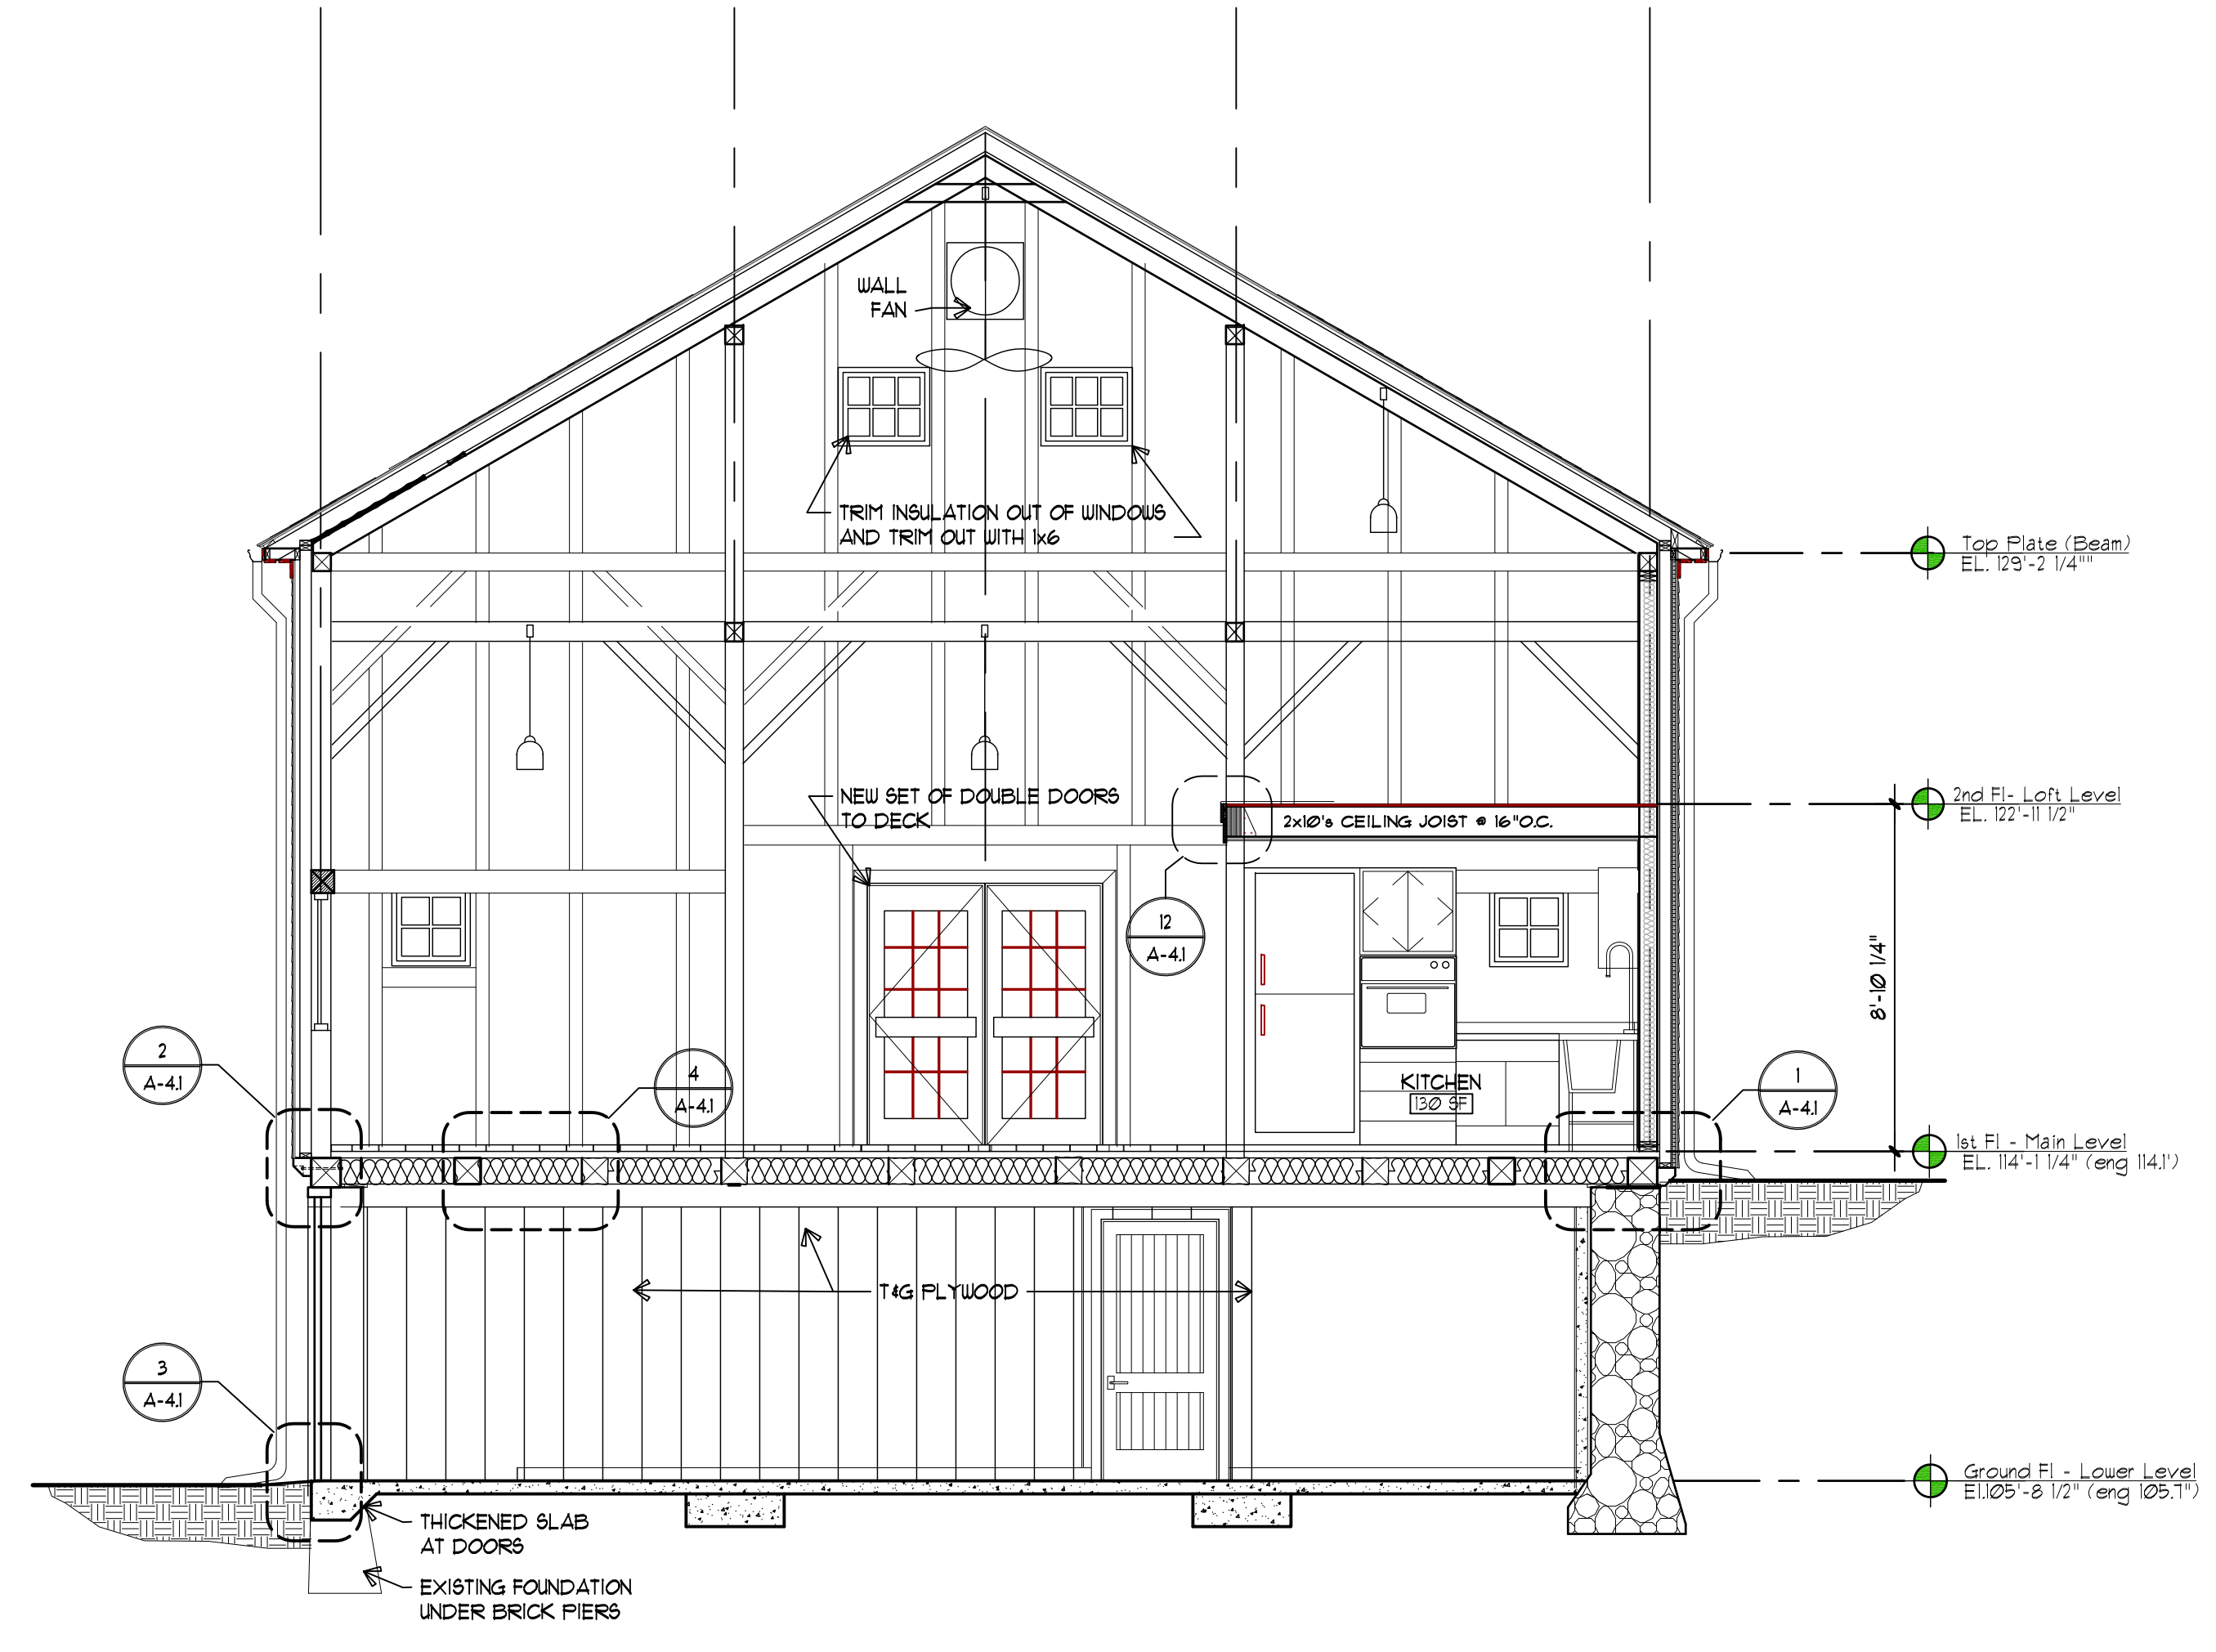 WALL
FAN
TRIM INSULATION OUT OF WINDOWS
AND TRIM OUT WITH 1x6
Top Plate (Beam)
EL. 129'-2 1/4""
NEW SET OF DOUBLE DOORS
TO DECK
2x10's CEILING JOIST @ 16"O.C.
2nd Fl- Loft Level
EL. 122'-11 1/2"
12
A-4.1
8'-10 1/4"
2
A-4.1
4
A-4.1
KITCHEN
130 SF
1
A-4.1
1st Fl - Main Level
EL. 114'-1 1/4" (eng 114.1')
T&G PLYWOOD
3
A-4.1
Ground Fl - Lower Level
El.105'-8 1/2" (eng 105.7")
THICKENED SLAB
AT DOORS
EXISTING FOUNDATION
UNDER BRICK PIERS